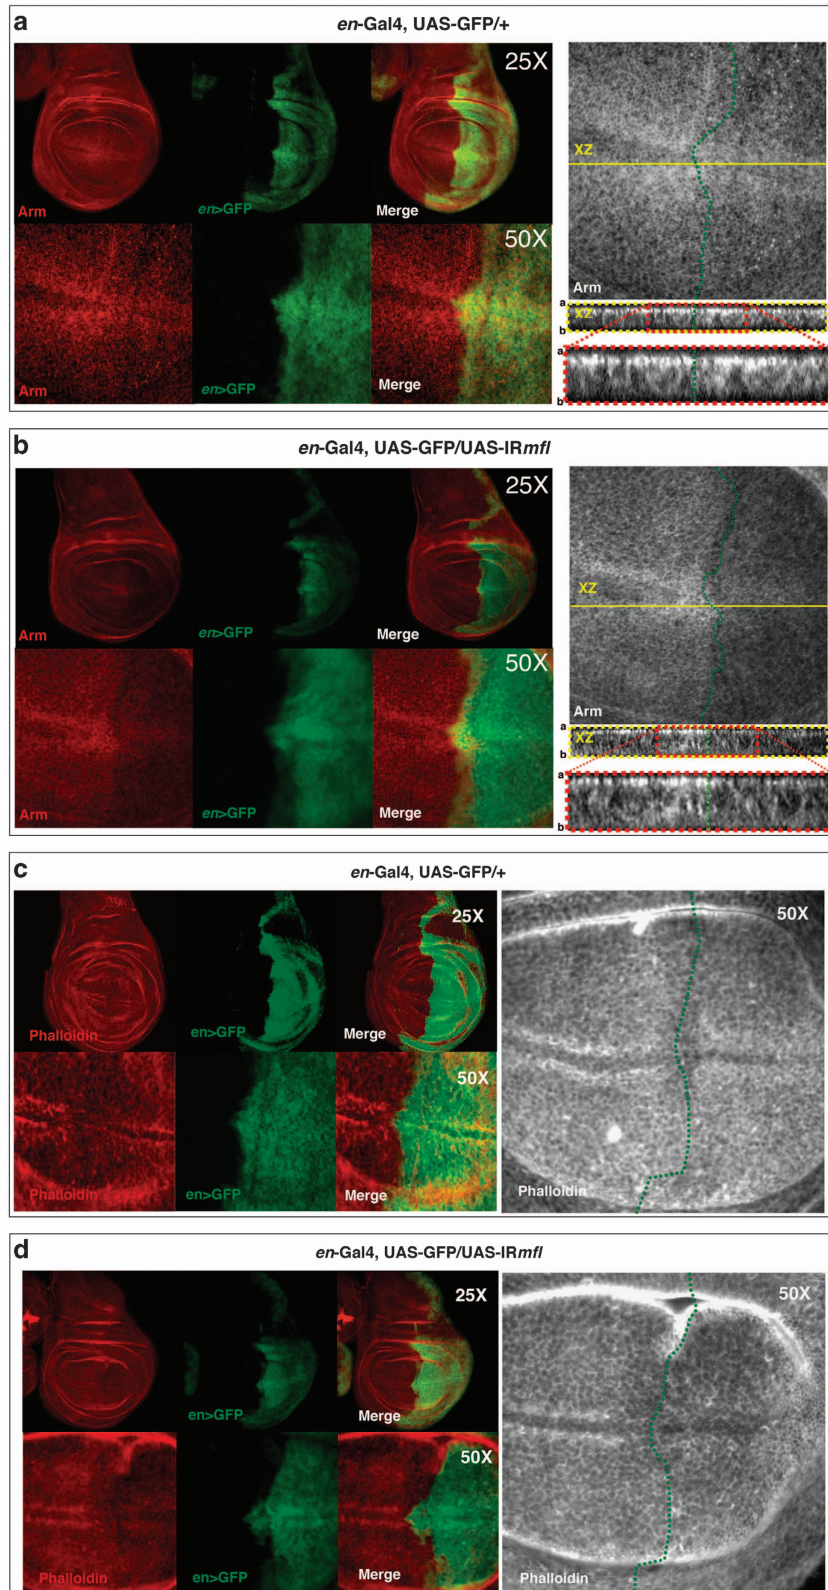 a
en-Gal4, UAS-GFP/+
25X
Arm
en>GFP
Merge
50X
Arm
en>GFP
Merge
XZ
Arm
a
XZ
b
a
b
b
en-Gal4, UAS-GFP/UAS-IRmfl
25X
Arm
en>GFP
Merge
50X
Arm
en>GFP
Merge
XZ
Arm
a
XZ
b
a
b
c
en-Gal4, UAS-GFP/+
25X
Phalloidin
en>GFP
Merge
50X
Phalloidin
en>GFP
Merge
50X
Phalloidin
d
en-Gal4, UAS-GFP/UAS-IRmfl
25X
en>GFP
Merge
50X
Phalloidin
en>GFP
Merge
50X
Phalloidin